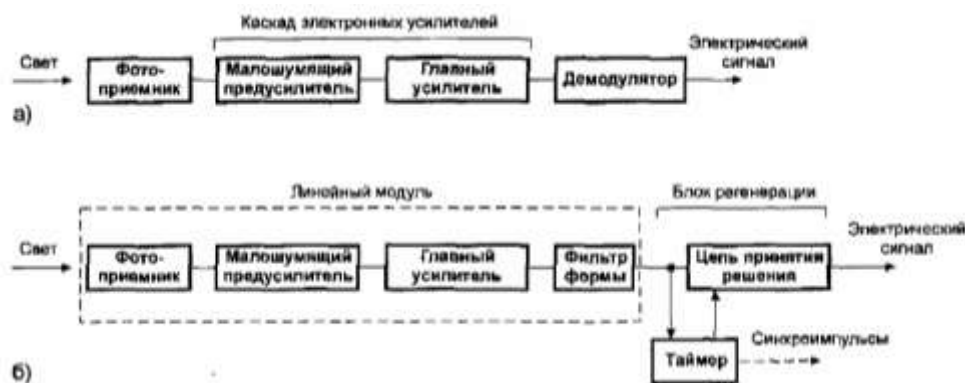 Каскад электронных усилителей
Электрический
сигнал
Свет
Фото-
приемник
Малошумящий
предусилитель
Главный
усилитель
Демодулятор
а)
Линейный модуль
Блок регенерации
Электрический
сигнал
Свет
Фото-
приемник
Малошумящий
предусилитель
Главный
усилитель
Фильтр
формы
Цепь принятия
решения
Таймер
Синхроимпульсы
б)